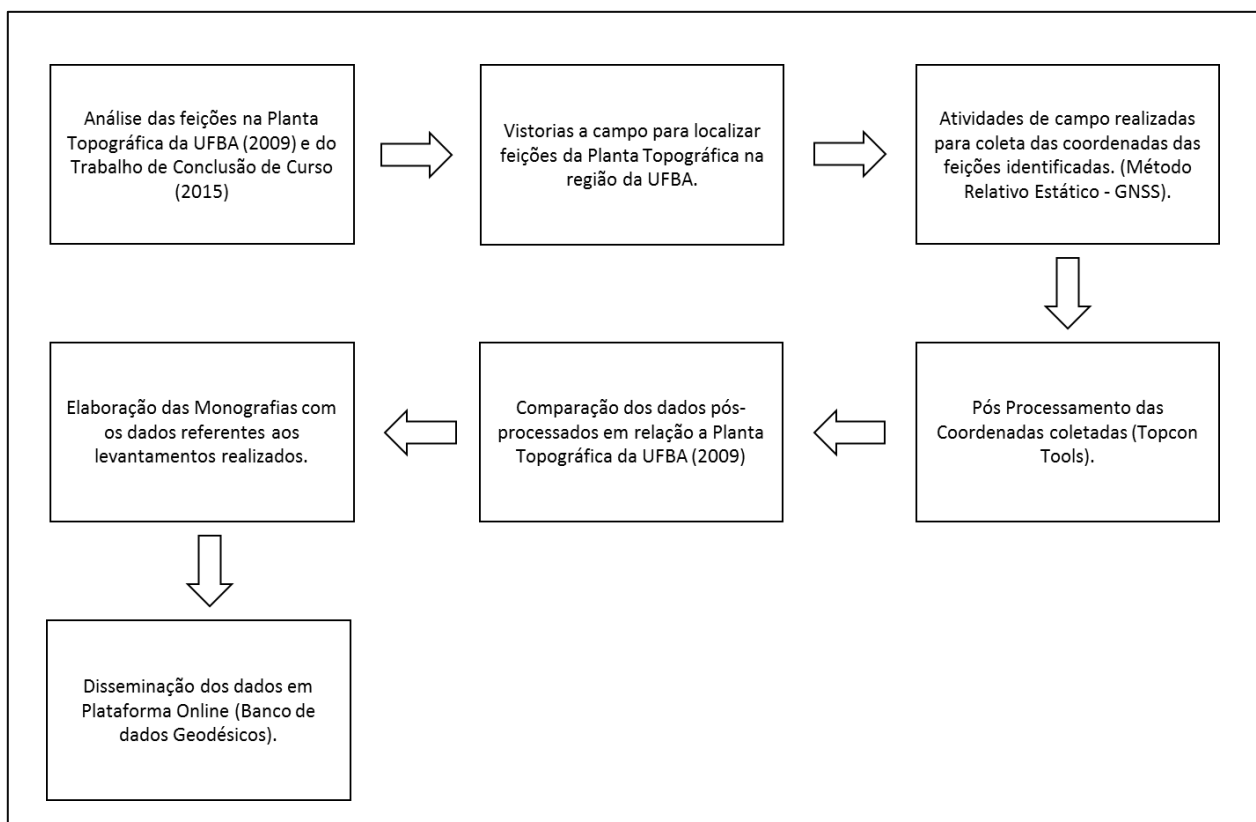 Análise das feições na Planta
Topográfica da UFBA (2009) e do
Trabalho de Conclusão de Curso
(2015)
Vistorias a campo para localizar
feições da Planta Topográfica na
região da UFBA.
Atividades de campo realizadas
para coleta das coordenadas das
feições identificadas. (Método
Relativo Estático - GNSS).
Pós Processamento das
Coordenadas coletadas (Topcon
Tools).
Comparação dos dados pós-
processados em relação a Planta
Topográfica da UFBA (2009)
Elaboração das Monografias com
os dados referentes aos
levantamentos realizados.
Disseminação dos dados em
Plataforma Online (Banco de
dados Geodésicos).